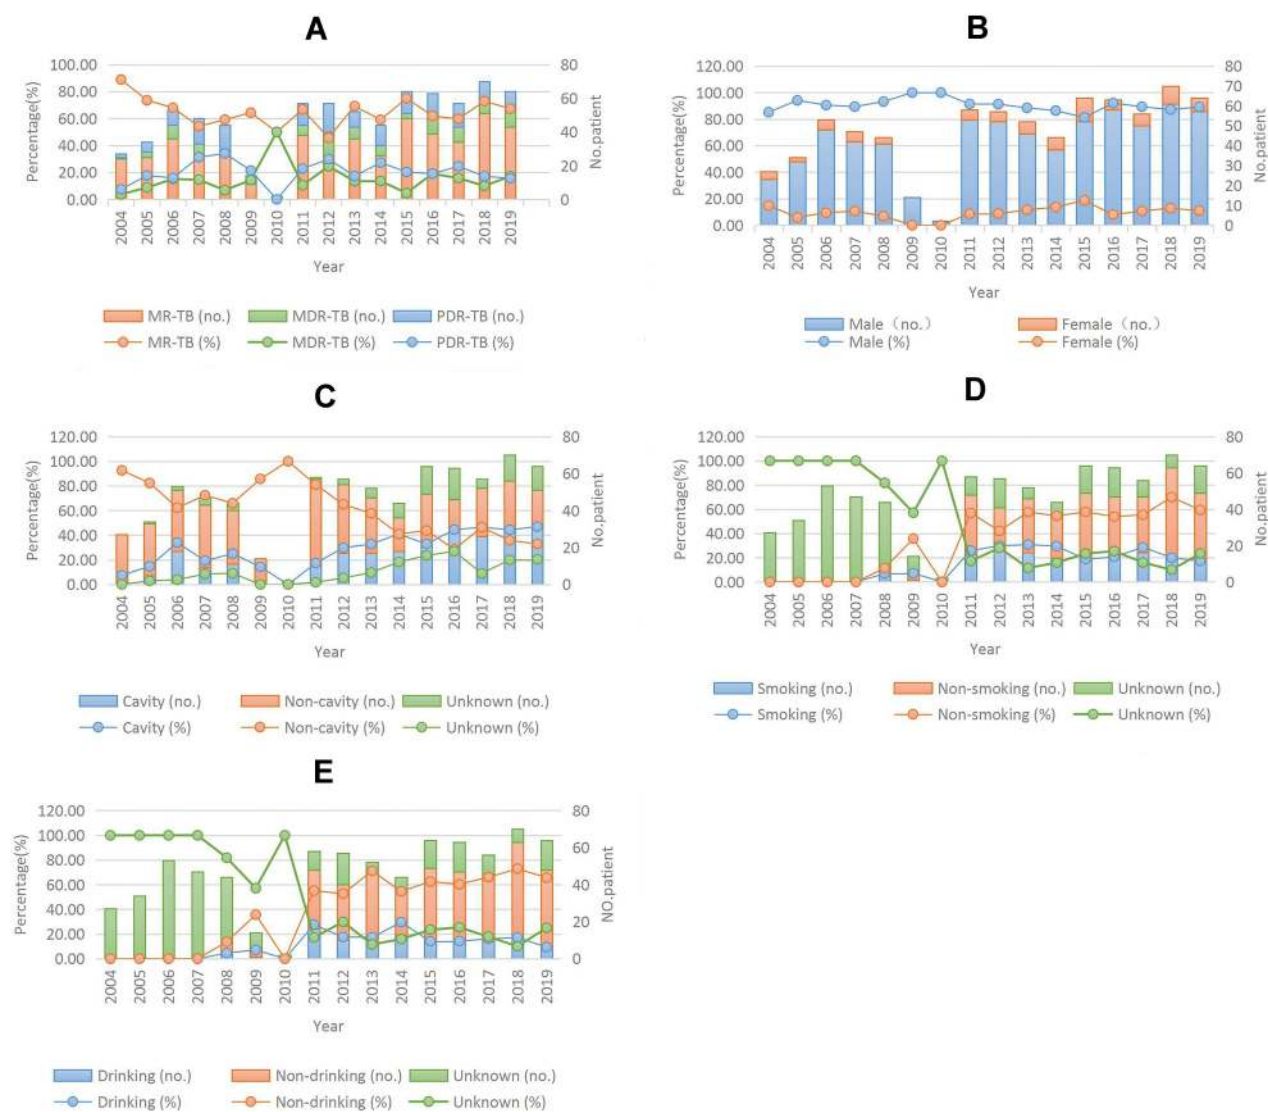 A
100.00 80
80.00 60
60.00 40
40.00
20.00 20
0.00 0
Percentage(%)
No.patient
2004 2005 2006 2007 2008 2009 2010 2011 2012 2013 2014 2015 2016 2017 2018 2019
Year
MR-TB (no.) MDR-TB (no.) PDR-TB (no.)
MR-TB (%) MDR-TB (%) PDR-TB (%)
B
120.00 80
100.00 70
80.00 60
60.00 50
40.00 40
20.00 30
0.00 20
10
0
Percentage(%)
No.patient
2004 2005 2006 2007 2008 2009 2010 2011 2012 2013 2014 2015 2016 2017 2018 2019
Year
Male（no.） Female（no.）
Male (%) Female (%)
C
120.00 80
100.00 60
80.00
60.00 40
40.00 20
20.00
0.00 0
Percentage(%)
No.patient
2004 2005 2006 2007 2008 2009 2010 2011 2012 2013 2014 2015 2016 2017 2018 2019
Year
Cavity (no.) Non-cavity (no.) Unknown (no.)
Cavity (%) Non-cavity (%) Unknown (%)
D
120.00 80
100.00 60
80.00
60.00 40
40.00 20
20.00
0.00 0
Percentage(%)
No.patient
2004 2005 2006 2007 2008 2009 2010 2011 2012 2013 2014 2015 2016 2017 2018 2019
Year
Smoking (no.) Non-smoking (no.) Unknown (no.)
Smoking (%) Non-smoking (%) Unknown (%)
E
120.00 80
100.00 60
80.00
60.00 40
40.00 20
20.00
0.00 0
Percentage(%)
NO.patient
2004 2005 2006 2007 2008 2009 2010 2011 2012 2013 2014 2015 2016 2017 2018 2019
Year
Drinking (no.) Non-drinking (no.) Unknown (no.)
Drinking (%) Non-drinking (%) Unknown (%)